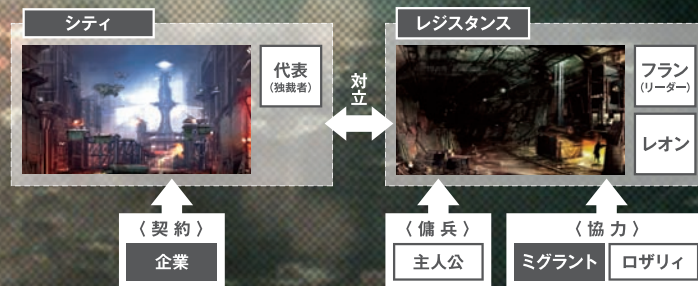 シティ
代表
（独裁者）
対立
レジスタンス
フラン
（リーダー）
レオン
〈契約〉
企業
〈傭兵〉
主人公
〈協力〉
ミグラント
ロザリィ